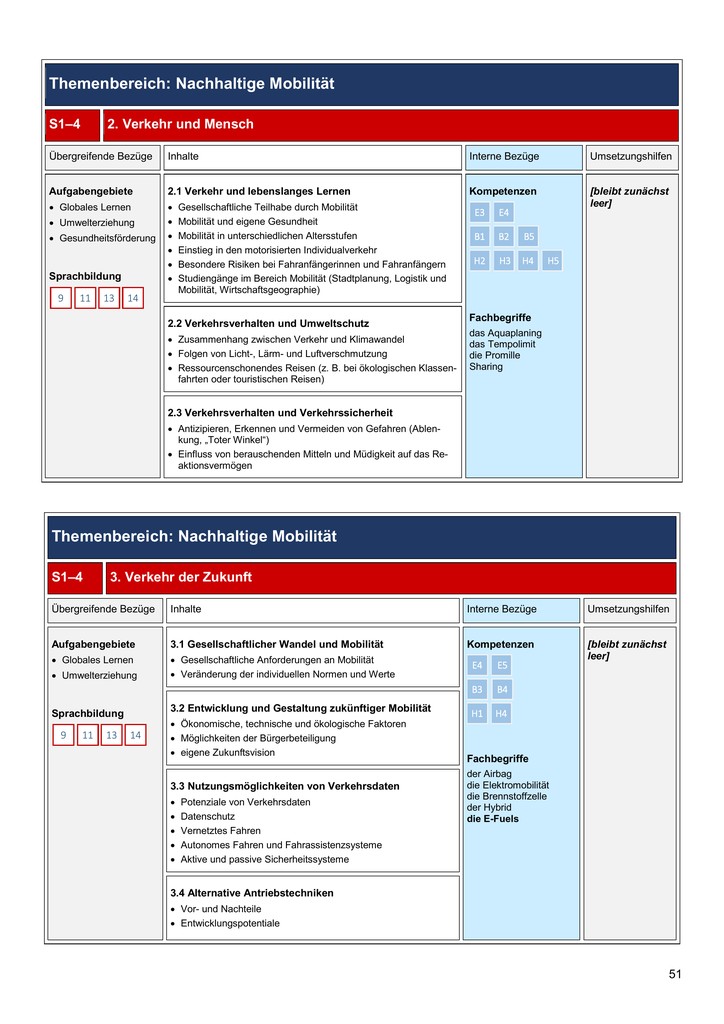 Themenbereich: Nachhaltige Mobilität
S1–4
2. Verkehr und Mensch
Übergreifende Bezüge
Inhalte
Interne Bezüge
Umsetzungshilfen
Aufgabengebiete
• Globales Lernen
• Umwelterziehung
• Gesundheitsförderung
Sprachbildung
9 11 13 14
2.1 Verkehr und lebenslanges Lernen
• Gesellschaftliche Teilhabe durch Mobilität
• Mobilität und eigene Gesundheit
• Mobilität in unterschiedlichen Altersstufen
• Einstieg in den motorisierten Individualverkehr
• Besondere Risiken bei Fahranfängerinnen und Fahranfängern
• Studiengänge im Bereich Mobilität (Stadtplanung, Logistik und
Mobilität, Wirtschaftsgeographie)
2.2 Verkehrsverhalten und Umweltschutz
• Zusammenhang zwischen Verkehr und Klimawandel
• Folgen von Licht-, Lärm- und Luftverschmutzung
• Ressourcenschonendes Reisen (z. B. bei ökologischen Klassen-
fahrten oder touristischen Reisen)
2.3 Verkehrsverhalten und Verkehrssicherheit
• Antizipieren, Erkennen und Vermeiden von Gefahren (Ablen-
kung, „Toter Winkel“)
• Einfluss von berauschenden Mitteln und Müdigkeit auf das Re-
aktionsvermögen
Kompetenzen
E3 E4
B1 B2 B5
H2 H3 H4 H5
Fachbegriffe
das Aquaplaning
das Tempolimit
die Promille
Sharing
[bleibt zunächst
leer]
Themenbereich: Nachhaltige Mobilität
S1–4
3. Verkehr der Zukunft
Übergreifende Bezüge
Inhalte
Interne Bezüge
Umsetzungshilfen
Aufgabengebiete
• Globales Lernen
• Umwelterziehung
Sprachbildung
9 11 13 14
3.1 Gesellschaftlicher Wandel und Mobilität
• Gesellschaftliche Anforderungen an Mobilität
• Veränderung der individuellen Normen und Werte
3.2 Entwicklung und Gestaltung zukünftiger Mobilität
• Ökonomische, technische und ökologische Faktoren
• Möglichkeiten der Bürgerbeteiligung
• eigene Zukunftsvision
3.3 Nutzungsmöglichkeiten von Verkehrsdaten
• Potenziale von Verkehrsdaten
• Datenschutz
• Vernetztes Fahren
• Autonomes Fahren und Fahrassistenzsysteme
• Aktive und passive Sicherheitssysteme
3.4 Alternative Antriebstechniken
• Vor- und Nachteile
• Entwicklungspotentiale
Kompetenzen
E4 E5
B3 B4
H1 H4
Fachbegriffe
der Airbag
die Elektromobilität
die Brennstoffzelle
der Hybrid
die E-Fuels
[bleibt zunächst
leer]
51